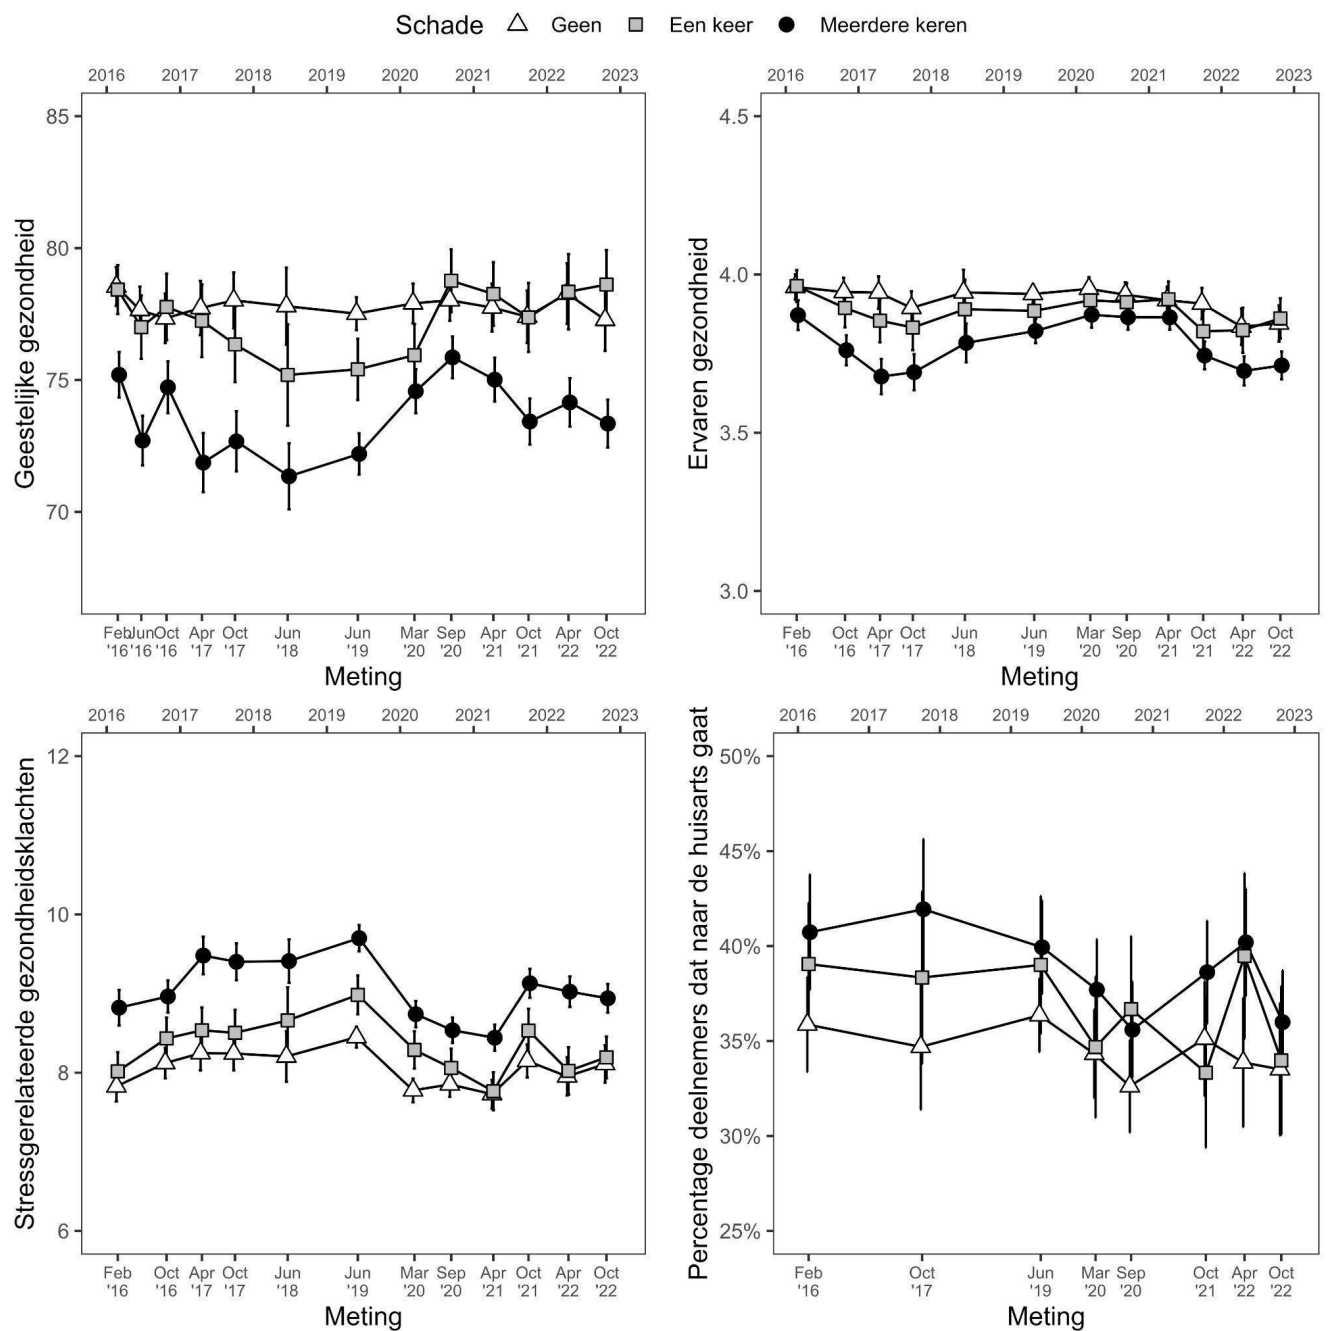 Schade Geen Een keer Meerdere keren
2016 2017 2018 2019 2020 2021 2022 2023
85
80
75
70
Geestelijke gezondheid
Feb Jun Oct Apr Oct Jun Jun Mar Sep Apr Oct Apr Oct
'16 '16 '16 '17 '17 '18 '19 '20 '20 '21 '21 '22 '22
Meting
2016 2017 2018 2019 2020 2021 2022 2023
4.5
4.0
3.5
3.0
Ervaren gezondheid
Feb Oct Apr Oct Jun Jun Mar Sep Apr Oct Apr Oct
'16 '16 '17 '17 '18 '19 '20 '20 '21 '21 '22 '22
Meting
2016 2017 2018 2019 2020 2021 2022 2023
12
10
8
6
Stressgerelateerde gezondheidsklachten
Feb Oct Apr Oct Jun Jun Mar Sep Apr Oct Apr Oct
'16 '16 '17 '17 '18 '19 '20 '20 '21 '21 '22 '22
Meting
2016 2017 2018 2019 2020 2021 2022 2023
50%
45%
40%
35%
30%
25%
Percentage deelnemers dat naar de huisarts gaat
Feb Oct Jun Mar Sep Oct Apr Oct
'16 '17 '19 '20 '20 '21 '22 '22
Meting